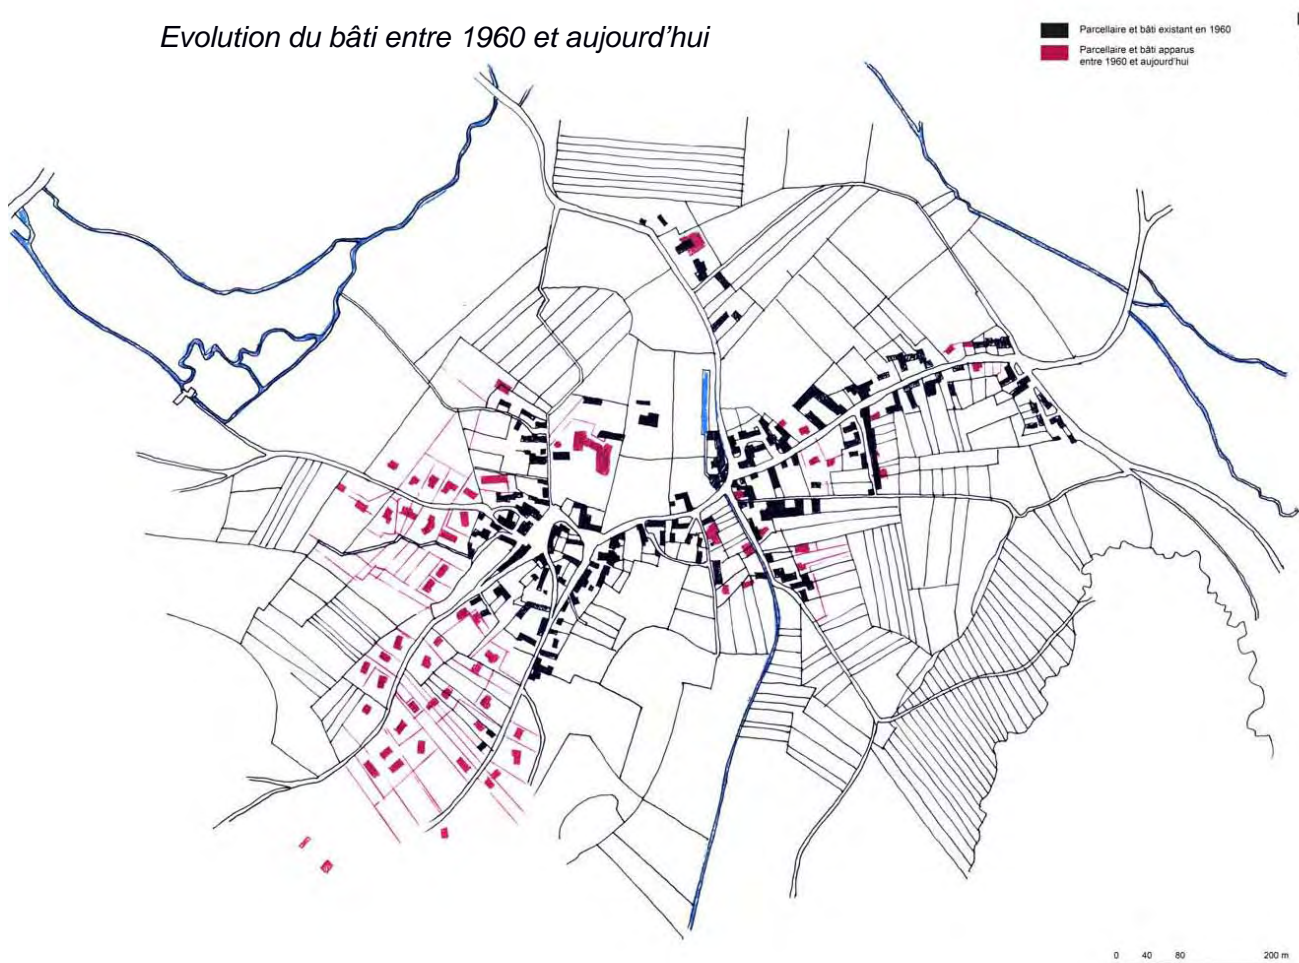 Evolution du bâti entre 1960 et aujourd'hui
Parcellaire et bâti existant en 1960
Parcellaire et bâti apparus
entre 1960 et aujourd'hui
0 40 80 200 m